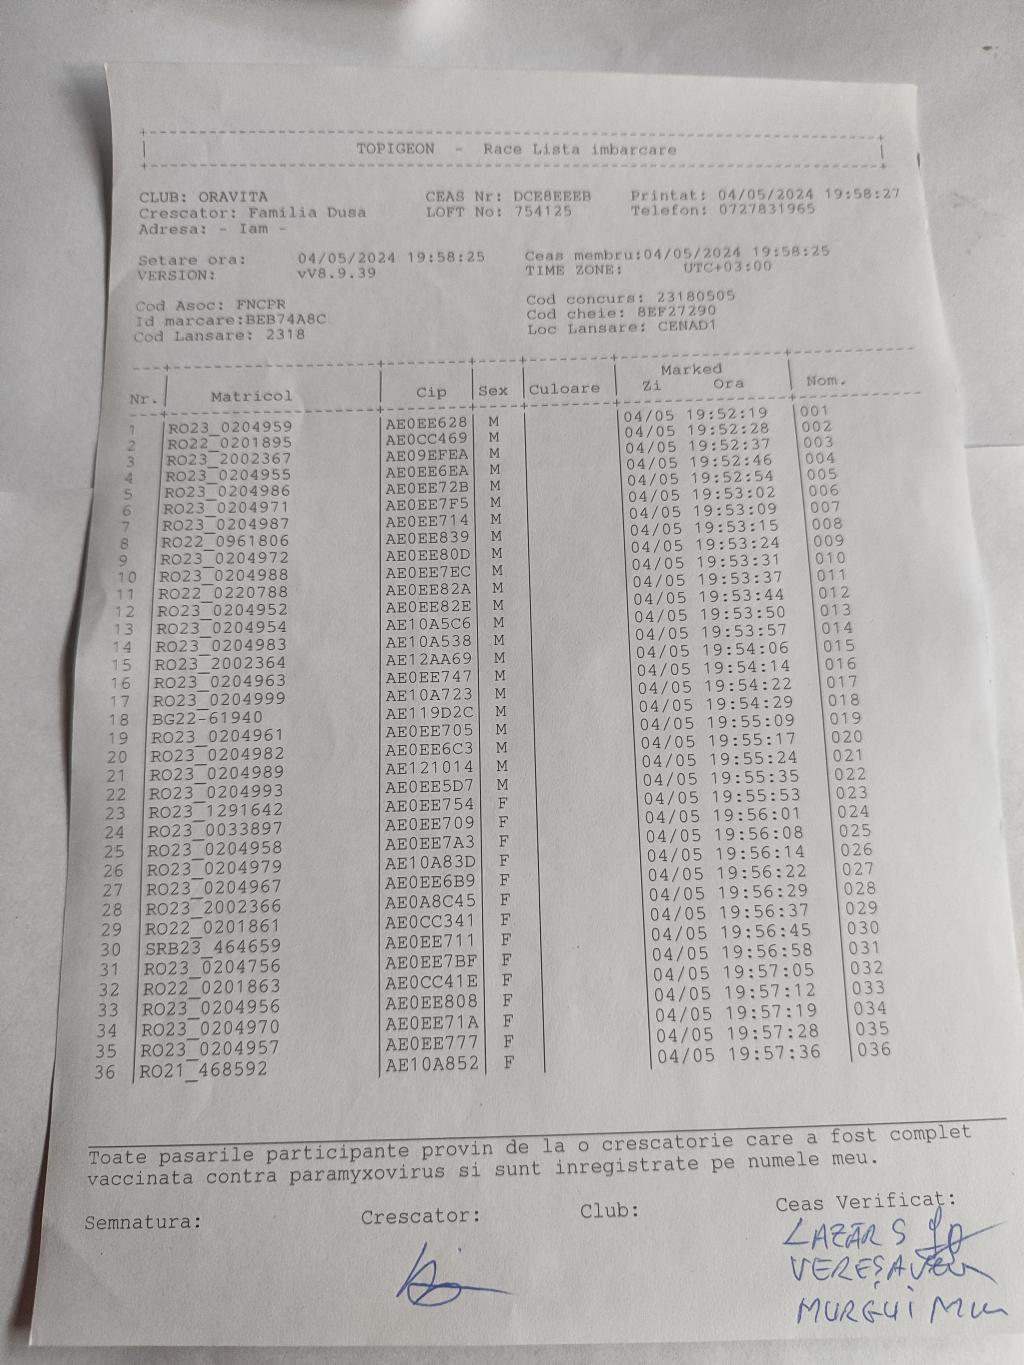 TOPIGEON - Race Lista imbarcare
CLUB: ORAVITA CEAS Nr: DCE8EEEB Printat: 04/05/2024 19:58:27
Crescator: Familia Dusa LOFT No: 754125 Telefon: 0727831965
Adresa: - Iam -
Setare ora: 04/05/2024 19:58:25 Ceas membru:04/05/2024 19:58:25
VERSION: vV8.9.39 TIME ZONE: UTC+03:00
Cod Asoc: FNCPR Cod concurs: 23180505
Id marcare:BEB74A8C Cod cheie: 8EF27290
Cod Lansare: 2318 Loc Lansare: CENAD1
Nr. Matricol Cip Sex Culoare Marked Zi Ora Nom.
1 RO23_0204959 AE0EE628 M 04/05 19:52:19 001
2 RO22_0201895 AE0CC469 M 04/05 19:52:28 002
3 RO23_2002367 AE09EFEA M 04/05 19:52:37 003
4 RO23_0204955 AE0EE6EA M 04/05 19:52:46 004
5 RO23_0204986 AE0EE72B M 04/05 19:52:54 005
6 RO23_0204971 AE0EE7F5 M 04/05 19:53:02 006
7 RO23_0204987 AE0EE714 M 04/05 19:53:09 007
8 RO22_0961806 AE0EE839 M 04/05 19:53:15 008
9 RO23_0204972 AE0EE80D M 04/05 19:53:24 009
10 RO23_0204988 AE0EE7EC M 04/05 19:53:31 010
11 RO22_0220788 AE0EE82A M 04/05 19:53:37 011
12 RO23_0204952 AE0EE82E M 04/05 19:53:44 012
13 RO23_0204954 AE10A5C6 M 04/05 19:53:50 013
14 RO23_0204983 AE10A538 M 04/05 19:53:57 014
15 RO23_2002364 AE12AA69 M 04/05 19:54:06 015
16 RO23_0204963 AE0EE747 M 04/05 19:54:14 016
17 RO23_0204999 AE10A723 M 04/05 19:54:22 017
18 BG22-61940 AE119D2C M 04/05 19:54:29 018
19 RO23_0204961 AE0EE705 M 04/05 19:55:09 019
20 RO23_0204982 AE0EE6C3 M 04/05 19:55:17 020
21 RO23_0204989 AE121014 M 04/05 19:55:24 021
22 RO23_0204993 AE0EE5D7 M 04/05 19:55:35 022
23 RO23_1291642 AE0EE754 F 04/05 19:55:53 023
24 RO23_0033897 AE0EE709 F 04/05 19:56:01 024
25 RO23_0204958 AE0EE7A3 F 04/05 19:56:08 025
26 RO23_0204979 AE10A83D F 04/05 19:56:14 026
27 RO23_0204967 AE0EE6B9 F 04/05 19:56:22 027
28 RO23_2002366 AE0A8C45 F 04/05 19:56:29 028
29 RO22_0201861 AE0CC341 F 04/05 19:56:37 029
30 SRB23_464659 AE0EE711 F 04/05 19:56:45 030
31 RO23_0204756 AE0EE7BF F 04/05 19:56:58 031
32 RO22_0201863 AE0CC41E F 04/05 19:57:05 032
33 RO23_0204956 AE0EE808 F 04/05 19:57:12 033
34 RO23_0204970 AE0EE71A F 04/05 19:57:19 034
35 RO23_0204957 AE0EE777 F 04/05 19:57:28 035
36 RO21_468592 AE10A852 F 04/05 19:57:36 036
Toate pasarile participante provin de la o crescatorie care a fost complet
vaccinata contra paramyxovirus si sunt inregistrate pe numele meu.
Semnatura: Crescator: Club: Ceas Verificat:
LAZĂR S
VEREȘ
MURGUI